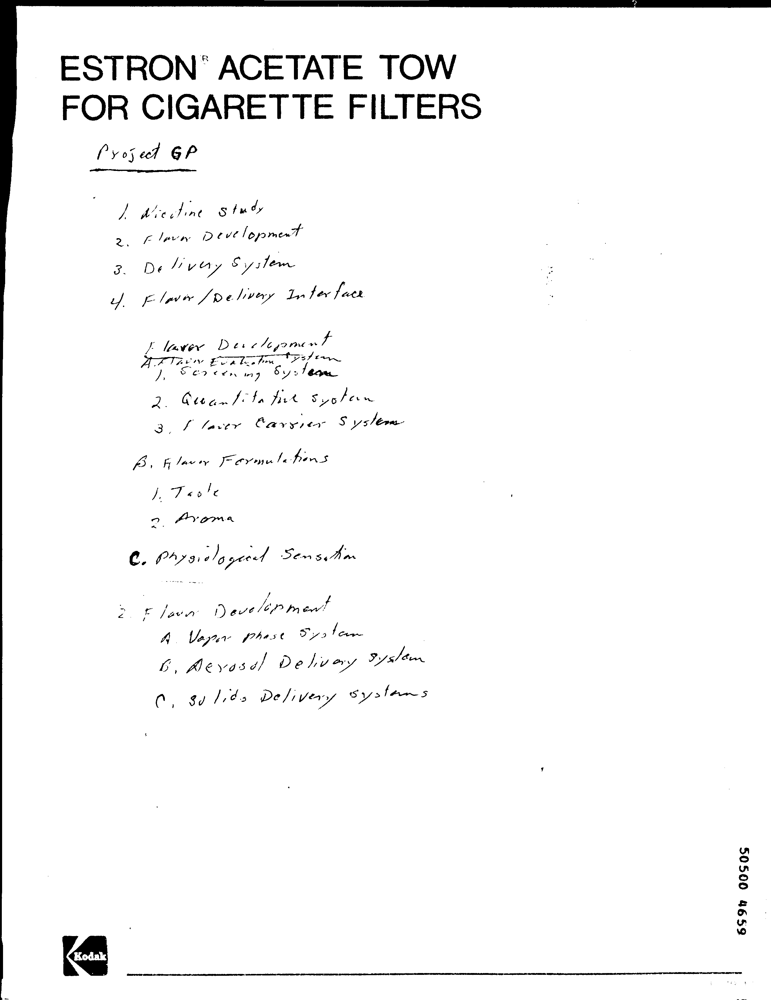 ESTRON® ACETATE TOW
FOR CIGARETTE FILTERS
Project GP
1. Nicotine Study
2. Flavor Development
3. Delivery System
4. Flavor/Delivery Interface
Flavor Development
A. Flavor Evaluation System
1. Screening System
2. Quantitative System
3. Flavor Carrier System
B. Flavor Formulations
1. Taste
2. Aroma
C. Physiological Sensation
2. Flavor Development
A. Vapor phase System
B. Aerosol Delivery System
C. Solids Delivery Systems
50500 4659
Kodak